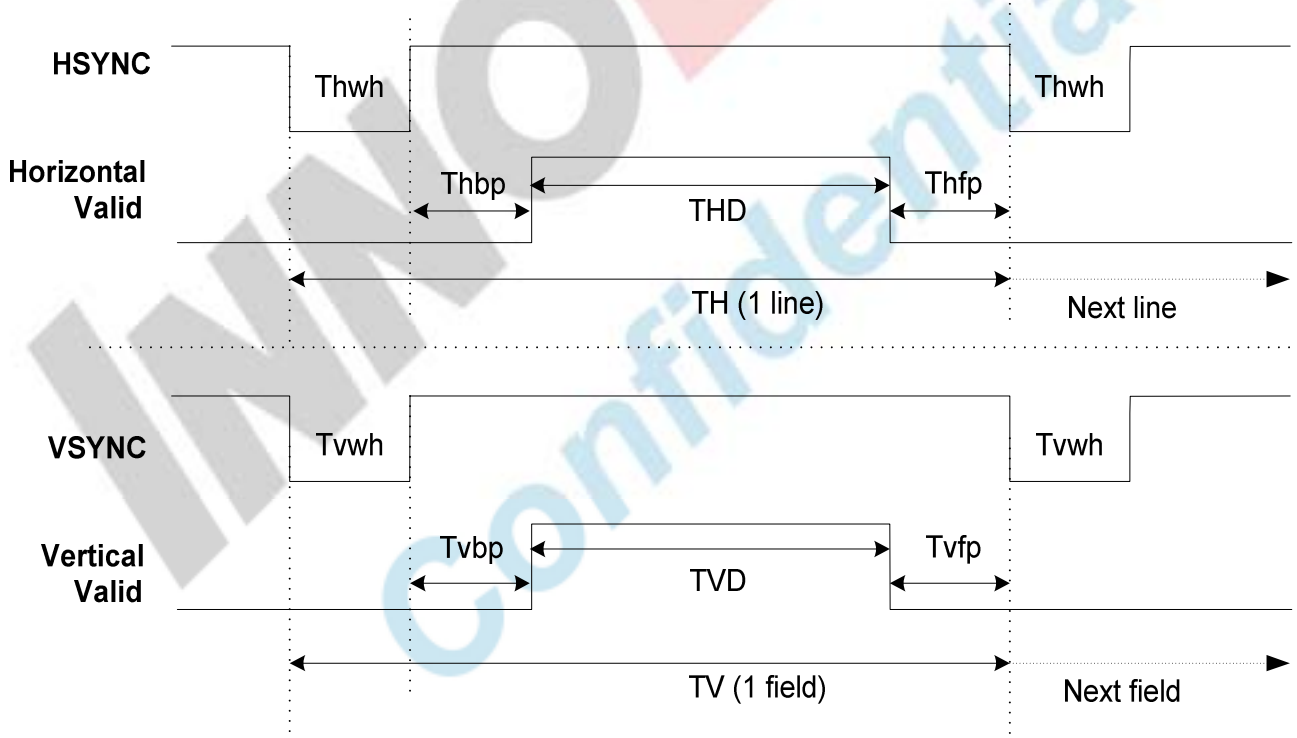 HSYNC
Thwh
Thwh
Horizontal
Valid
Thbp
THD
Thfp
TH (1 line)
Next line
VSYNC
Tvwh
Tvwh
Vertical
Valid
Tvbp
TVD
Tvfp
TV (1 field)
Next field
INNO
Confidential